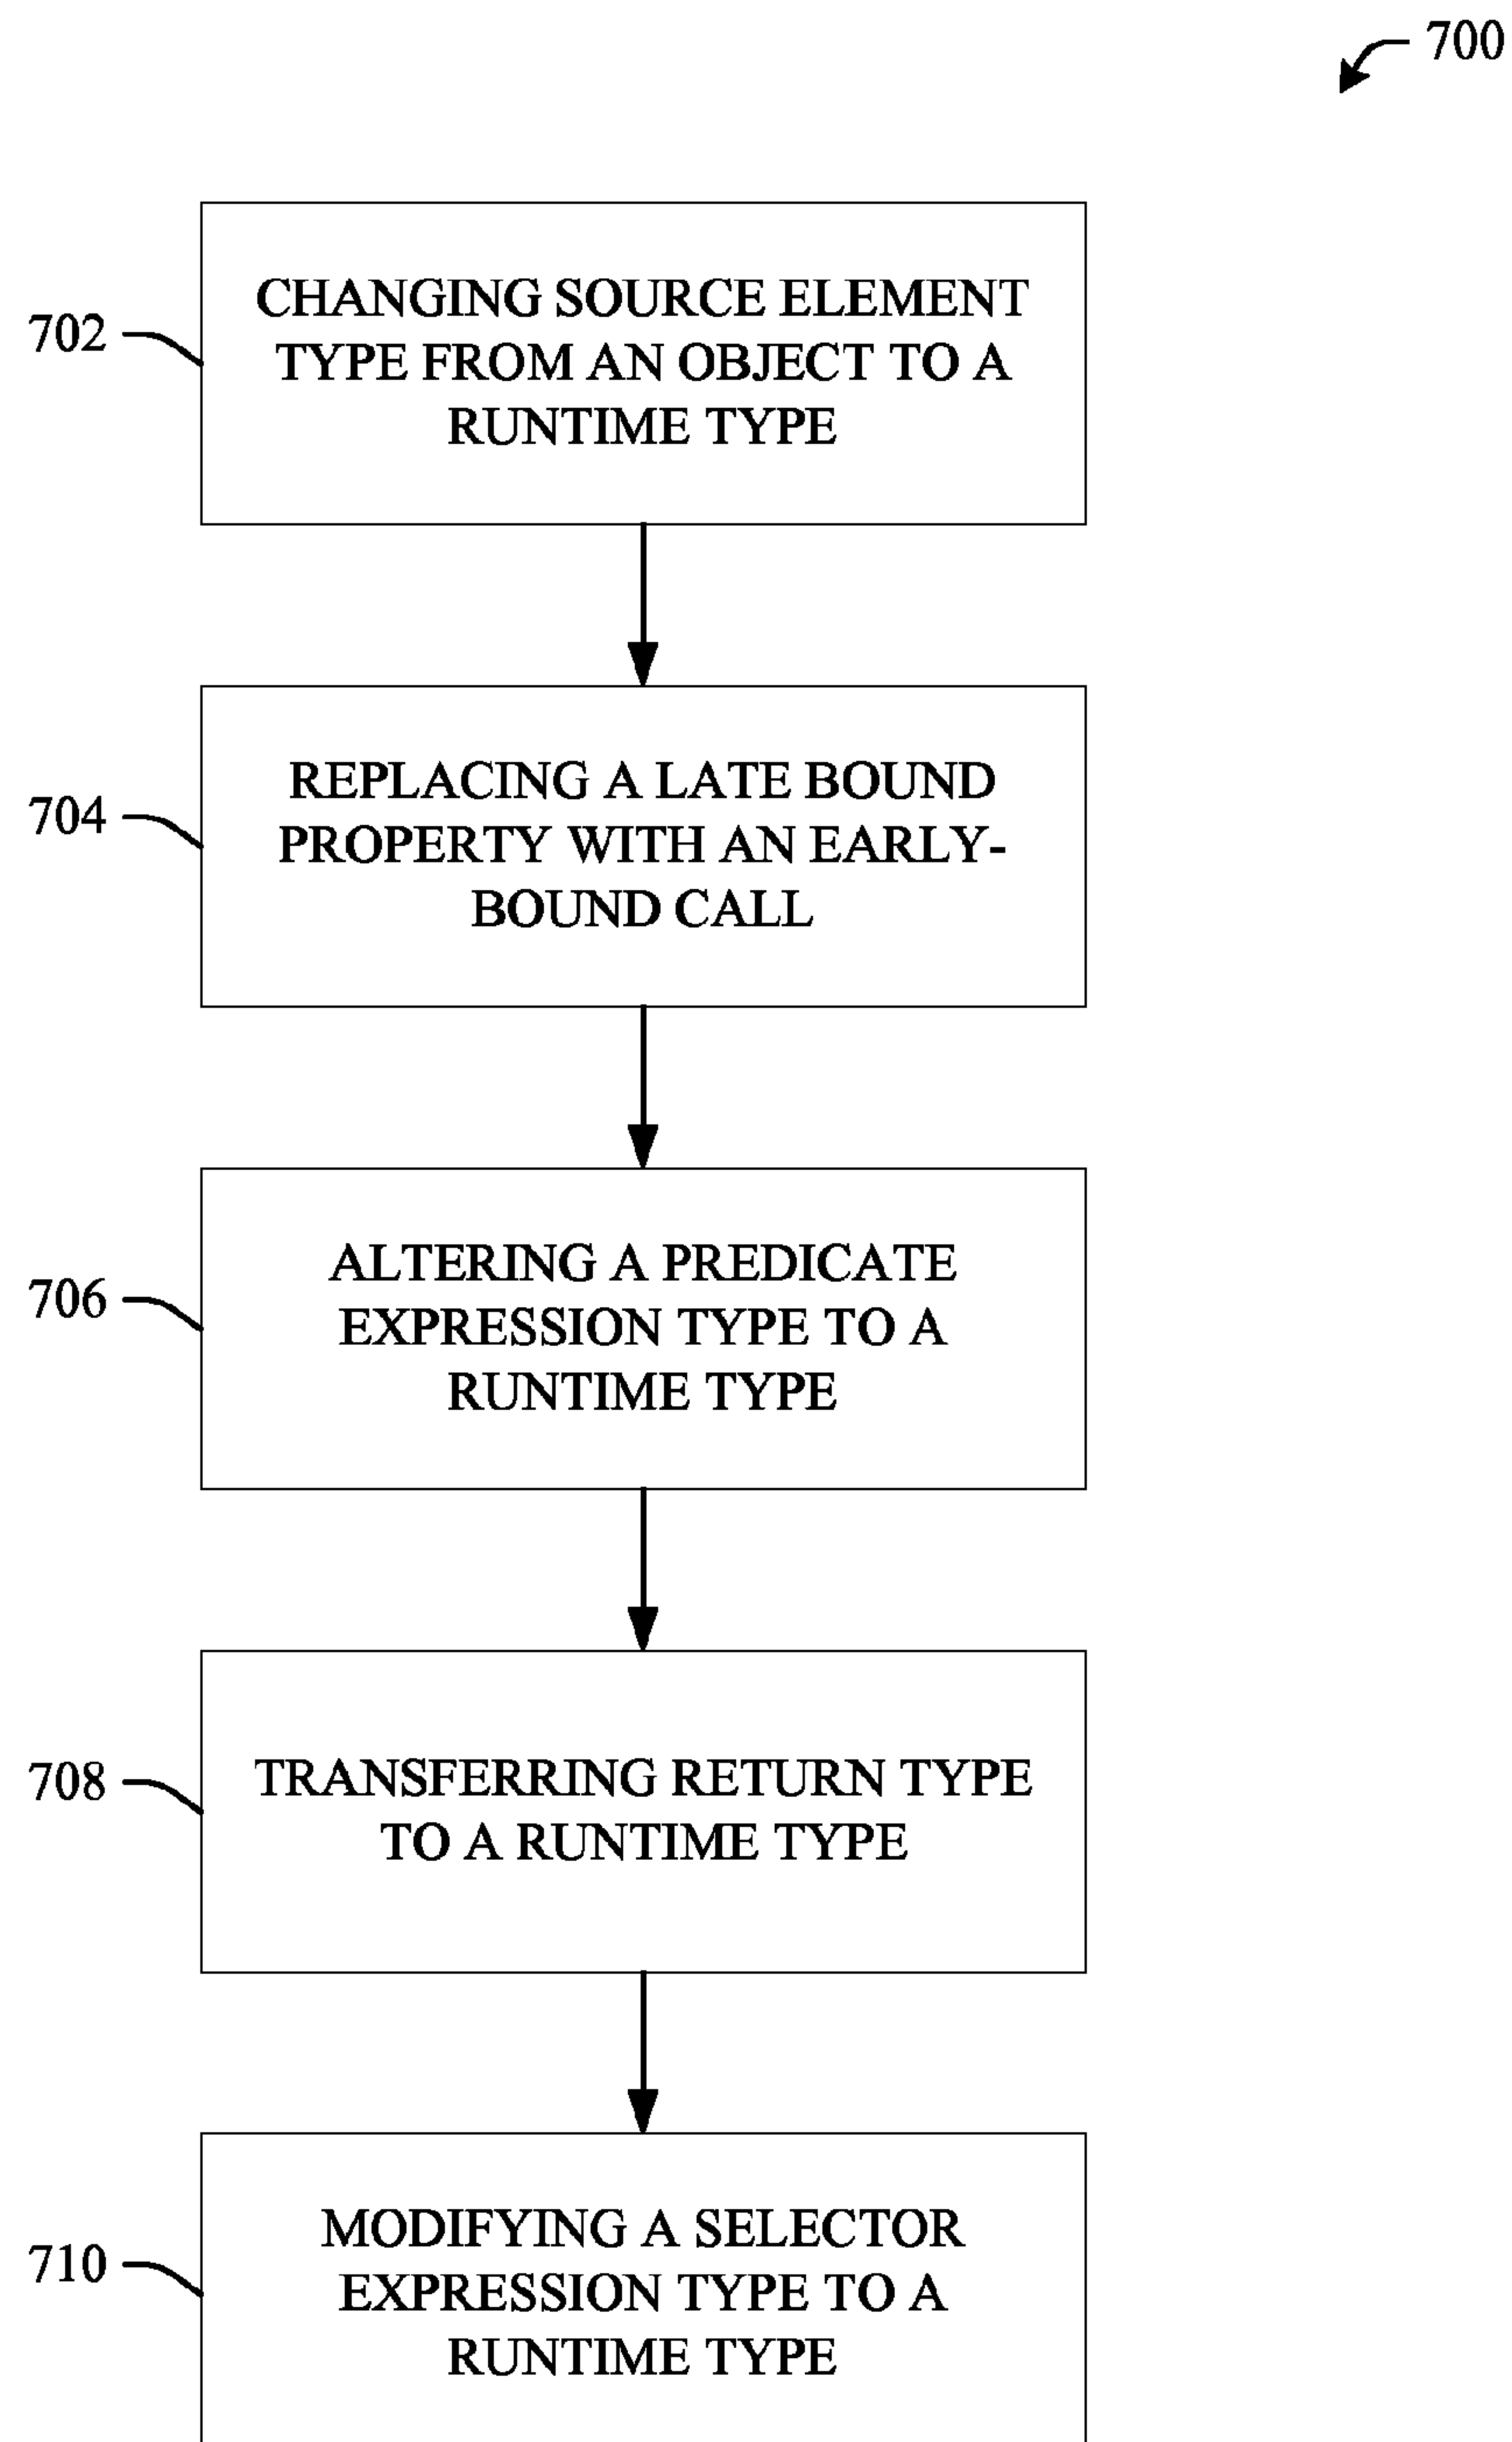 700
702
CHANGING SOURCE ELEMENT
TYPE FROM AN OBJECT TO A
RUNTIME TYPE
704
REPLACING A LATE BOUND
PROPERTY WITH AN EARLY-
BOUND CALL
706
ALTERING A PREDICATE
EXPRESSION TYPE TO A
RUNTIME TYPE
708
TRANSFERRING RETURN TYPE
TO A RUNTIME TYPE
710
MODIFYING A SELECTOR
EXPRESSION TYPE TO A
RUNTIME TYPE